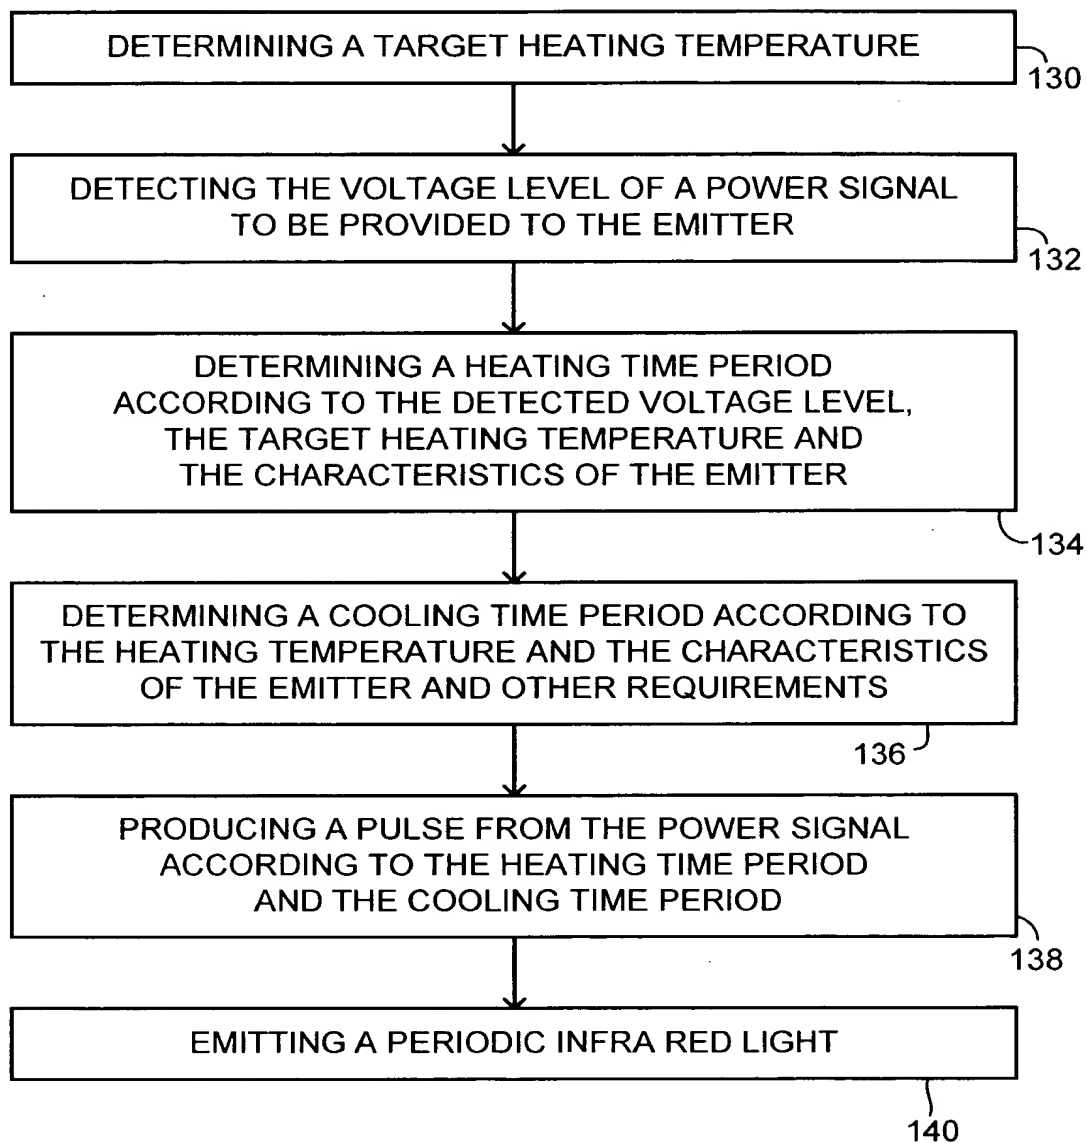 DETERMINING A TARGET HEATING TEMPERATURE
130
DETECTING THE VOLTAGE LEVEL OF A POWER SIGNAL
TO BE PROVIDED TO THE EMITTER
132
DETERMINING A HEATING TIME PERIOD
ACCORDING TO THE DETECTED VOLTAGE LEVEL,
THE TARGET HEATING TEMPERATURE AND
THE CHARACTERISTICS OF THE EMITTER
134
DETERMINING A COOLING TIME PERIOD ACCORDING TO
THE HEATING TEMPERATURE AND THE CHARACTERISTICS
OF THE EMITTER AND OTHER REQUIREMENTS
136
PRODUCING A PULSE FROM THE POWER SIGNAL
ACCORDING TO THE HEATING TIME PERIOD
AND THE COOLING TIME PERIOD
138
EMITTING A PERIODIC INFRA RED LIGHT
140